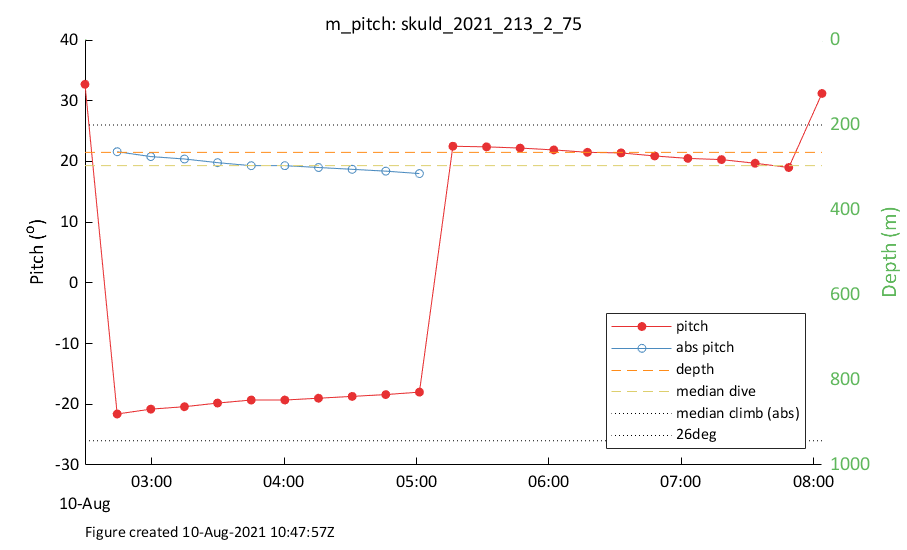 m_pitch: skuld_2021_213_2_75
40
30
20
10
0
-10
-20
-30
Pitch (⁰)
0
200
400
600
800
1000
Depth (m)
pitch
abs pitch
depth
median dive
median climb (abs)
26deg
03:00 04:00 05:00 06:00 07:00 08:00
10-Aug
Figure created 10-Aug-2021 10:47:57Z